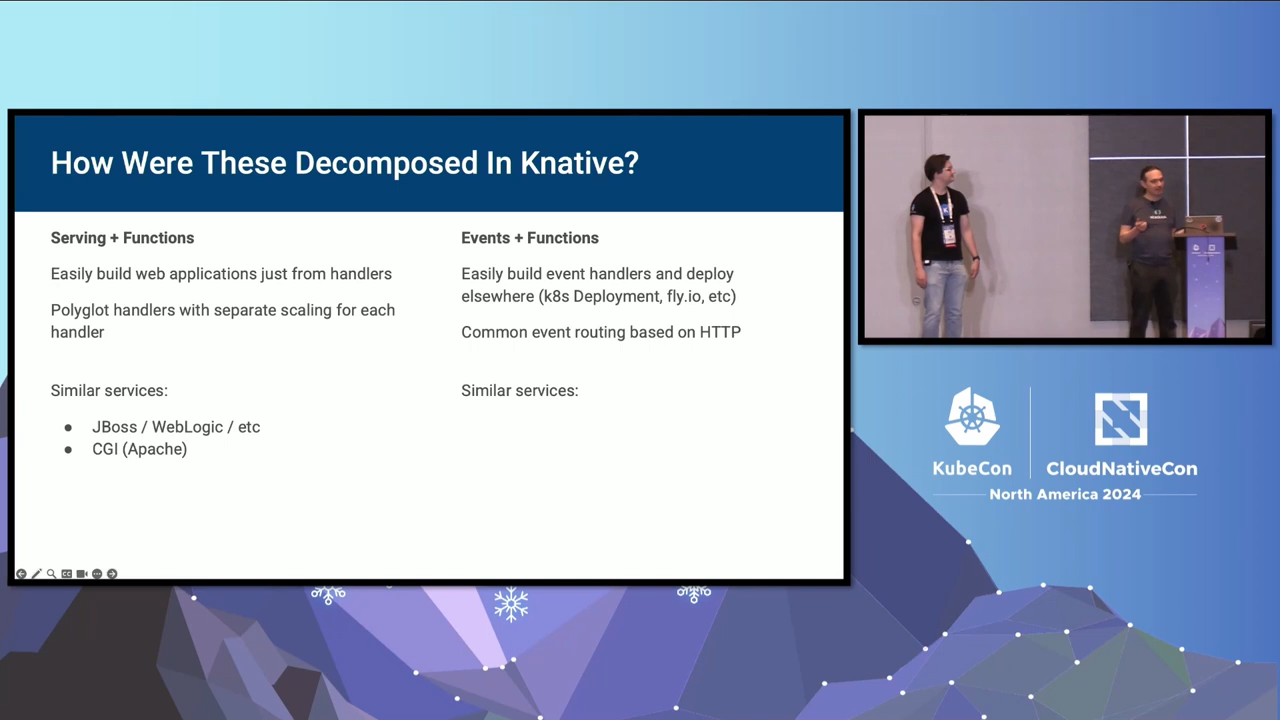 How Were These Decomposed In Knative?
Serving + Functions
Easily build web applications just from handlers
Polyglot handlers with separate scaling for each
handler
Similar services:
● JBoss / WebLogic / etc
● CGI (Apache)
Events + Functions
Easily build event handlers and deploy
elsewhere (k8s Deployment, fly.io, etc)
Common event routing based on HTTP
Similar services:
KubeCon
CloudNativeCon
North America 2024